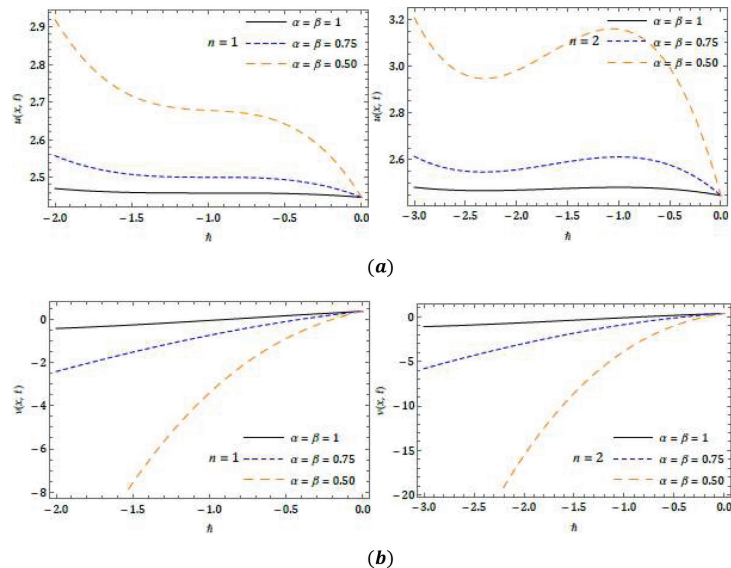 2.9
2.8
2.7
2.6
2.5
u(x, t)
n = 1
α = β = 1
α = β = 0.75
α = β = 0.50
-2.0 -1.5 -1.0 -0.5 0.0
ℏ
3.2
3.0
2.8
2.6
u(x, t)
n = 2
α = β = 1
α = β = 0.75
α = β = 0.50
-3.0 -2.5 -2.0 -1.5 -1.0 -0.5 0.0
ℏ
(a)
0
-2
-4
-6
-8
v(x, t)
n = 1
α = β = 1
α = β = 0.75
α = β = 0.50
-2.0 -1.5 -1.0 -0.5 0.0
ℏ
0
-5
-10
-15
-20
v(x, t)
n = 2
α = β = 1
α = β = 0.75
α = β = 0.50
-3.0 -2.5 -2.0 -1.5 -1.0 -0.5 0.0
ℏ
(b)